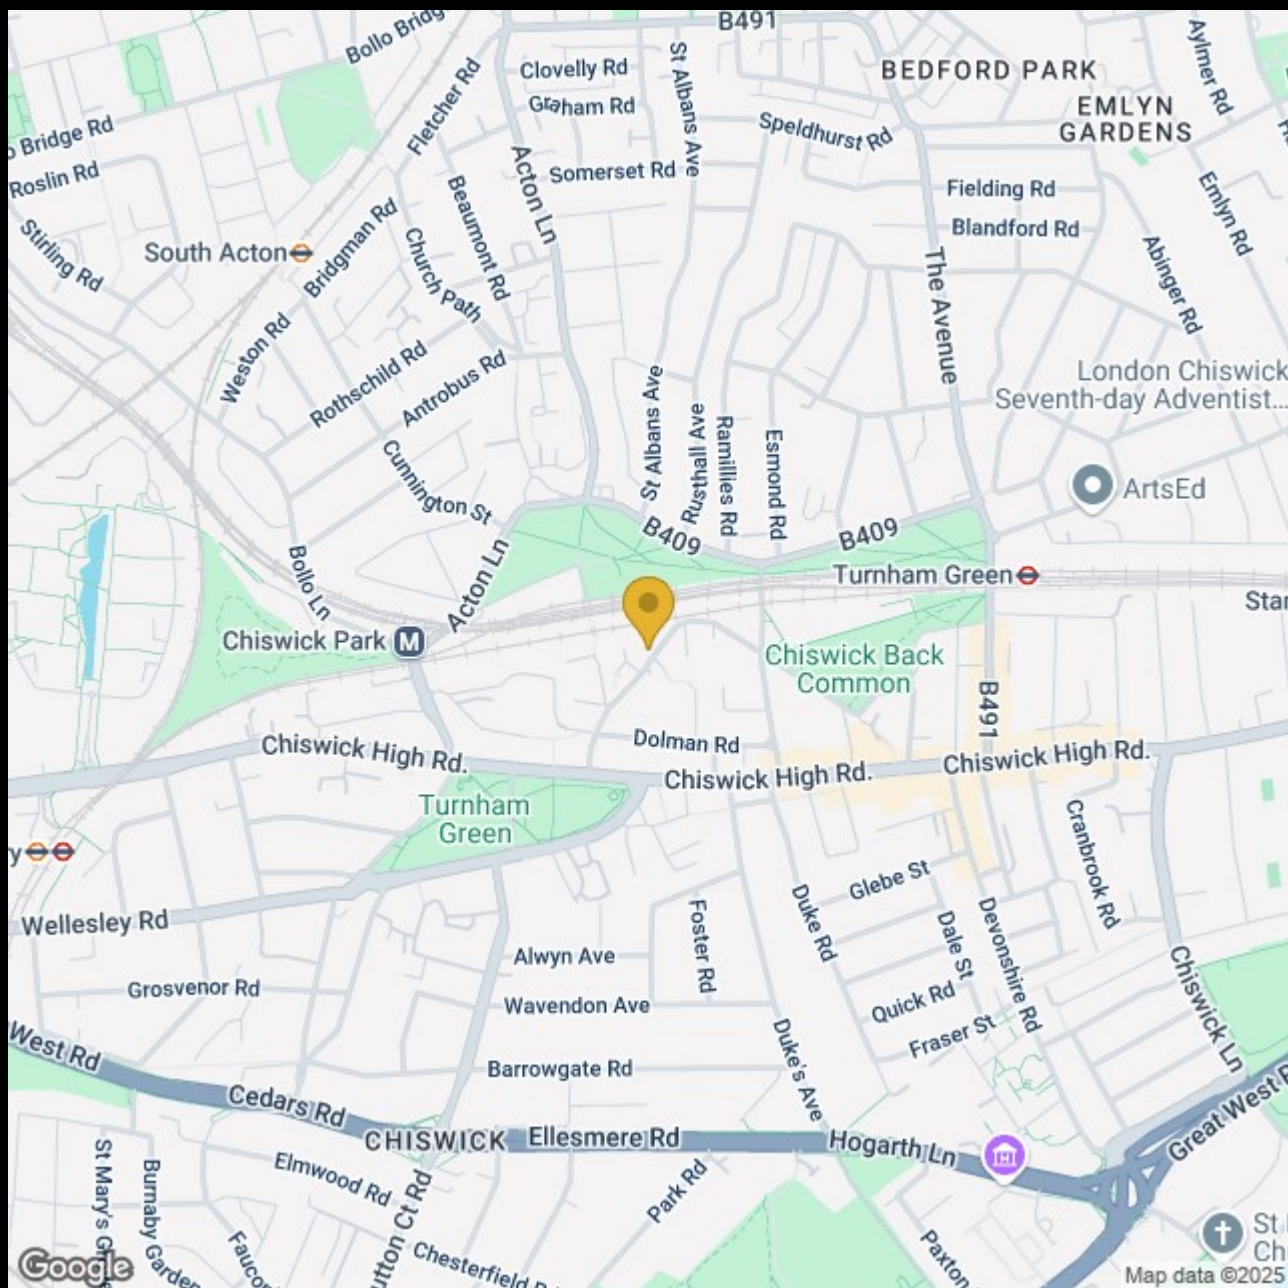 B491
Bollo Bridge
Clovelly Rd
BEDFORD PARK
Aylmer Rd
Graham Rd
St Albans Ave
EMLYN
GARDENS
Fletcher Rd
Speldhurst Rd
Bridge Rd
Acton Ln
Roslin Rd
Somerset Rd
Fielding Rd
Emlyn Rd
Beaumont Rd
Stirling Rd
Bridgman Rd
Blandford Rd
South Acton
Church Path
The Avenue
Abinger Rd
Weston Rd
Rothschild Rd
Antrobus Rd
London Chiswick
Seventh-day Adventist...
St Albans Ave
Rusthall Ave
Ramillies Rd
Esmond Rd
Cunnington St
ArtsEd
B409
B409
Bollo Ln
Acton Ln
Turnham Green
Chiswick Park
M
Chiswick Back
Common
B491
Dolman Rd
Chiswick High Rd.
Chiswick High Rd.
Chiswick High Rd.
Turnham
Green
Cranbrook Rd
y
Glebe St
Duke Rd
Foster Rd
Dale St
Devonshire Rd
Wellesley Rd
Alwyn Ave
Grosvenor Rd
Wavendon Ave
Quick Rd
Chiswick Ln
Fraser St
West Rd
Barrowgate Rd
Duke's Ave
Cedars Rd
CHISWICK
Ellesmere Rd
Hogarth Ln
Great West R
St Mary's
Burnaby Garden
Elmwood Rd
Park Rd
Sutton Ct Rd
Chesterfield
Paxton
St
Ch
Google
Map data ©2025